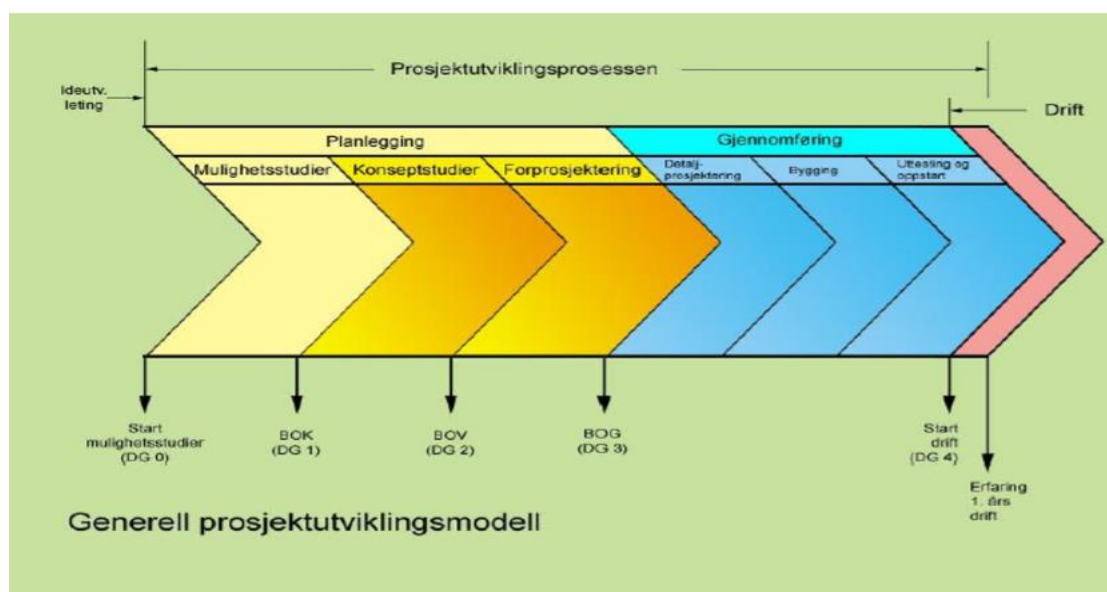 Prosjektutviklingsprosessen
Ideutv.
leting
Drift
Planlegging
Gjennomføring
Mulighetsstudier
Konseptstudier
Forprosjektering
Detalj-
prosjektering
Bygging
Uttesting og
oppstart
Start
mulighetsstudier
(DG 0)
BOK
(DG 1)
BOV
(DG 2)
BOG
(DG 3)
Start
drift
(DG 4)
Erfaring
1. års
drift
Generell prosjektutviklingsmodell